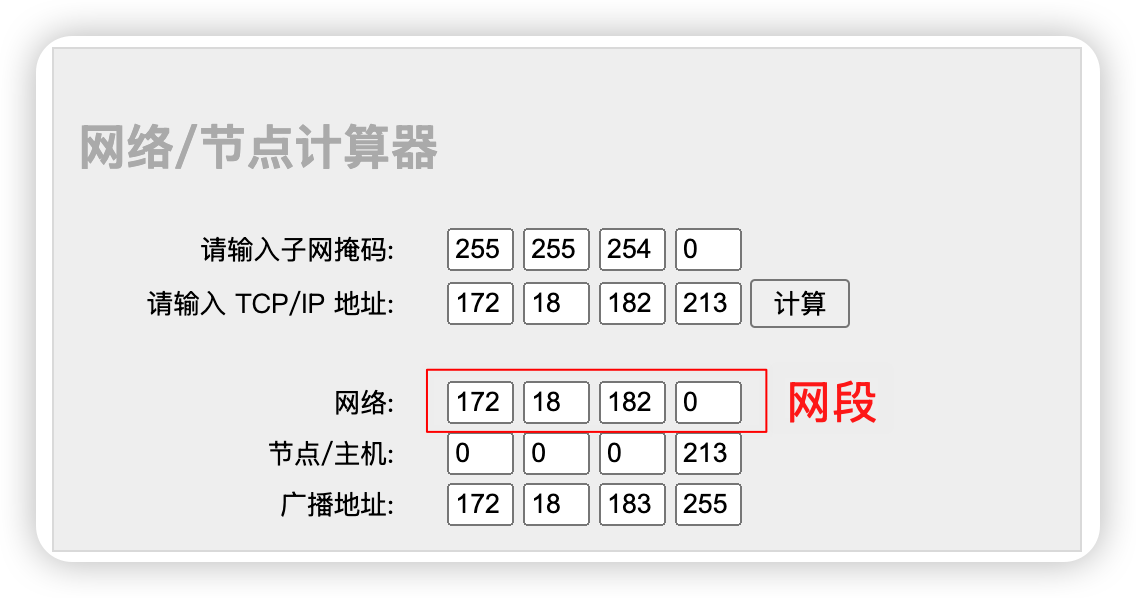 网络/节点计算器
请输入子网掩码: 255 255 254 0
请输入 TCP/IP 地址: 172 18 182 213 计算
网络: 172 18 182 0 网段
节点/主机: 0 0 0 213
广播地址: 172 18 183 255